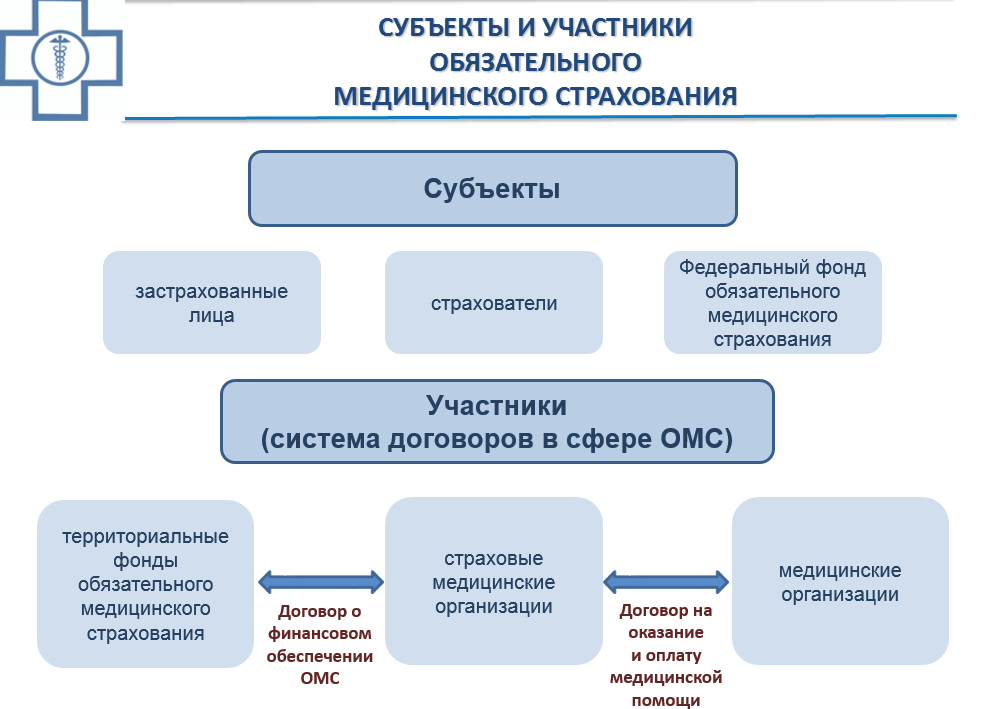 СУБЪЕКТЫ И УЧАСТНИКИ
ОБЯЗАТЕЛЬНОГО
МЕДИЦИНСКОГО СТРАХОВАНИЯ
Субъекты
застрахованные
лица
страхователи
Федеральный фонд
обязательного
медицинского
страхования
Участники
(система договоров в сфере ОМС)
территориальные
фонды
обязательного
медицинского
страхования
Договор о
финансовом
обеспечении
ОМС
страховые
медицинские
организации
Договор на
оказание
и оплату
медицинской
помощи
медицинские
организации